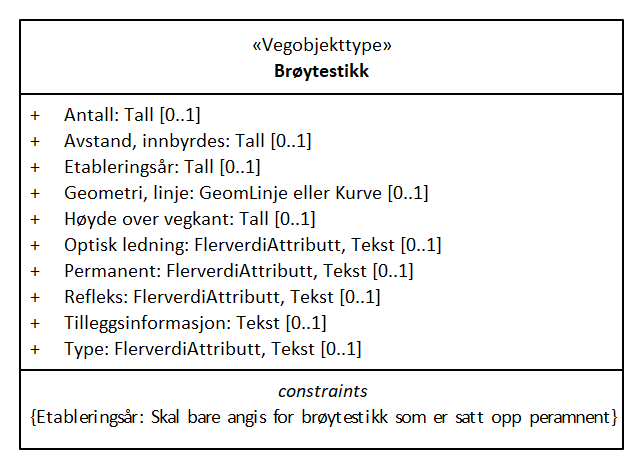 «Vegobjekttype»
Brøytestikk
+ Antall: Tall [0..1]
+ Avstand, innbyrdes: Tall [0..1]
+ Etableringsår: Tall [0..1]
+ Geometri, linje: GeomLinje eller Kurve [0..1]
+ Høyde over vegkant: Tall [0..1]
+ Optisk ledning: FlerverdiAttributt, Tekst [0..1]
+ Permanent: FlerverdiAttributt, Tekst [0..1]
+ Refleks: FlerverdiAttributt, Tekst [0..1]
+ Tilleggsinformasjon: Tekst [0..1]
+ Type: FlerverdiAttributt, Tekst [0..1]
constraints
{Etableringsår: Skal bare angis for brøytestikk som er satt opp peramnent}